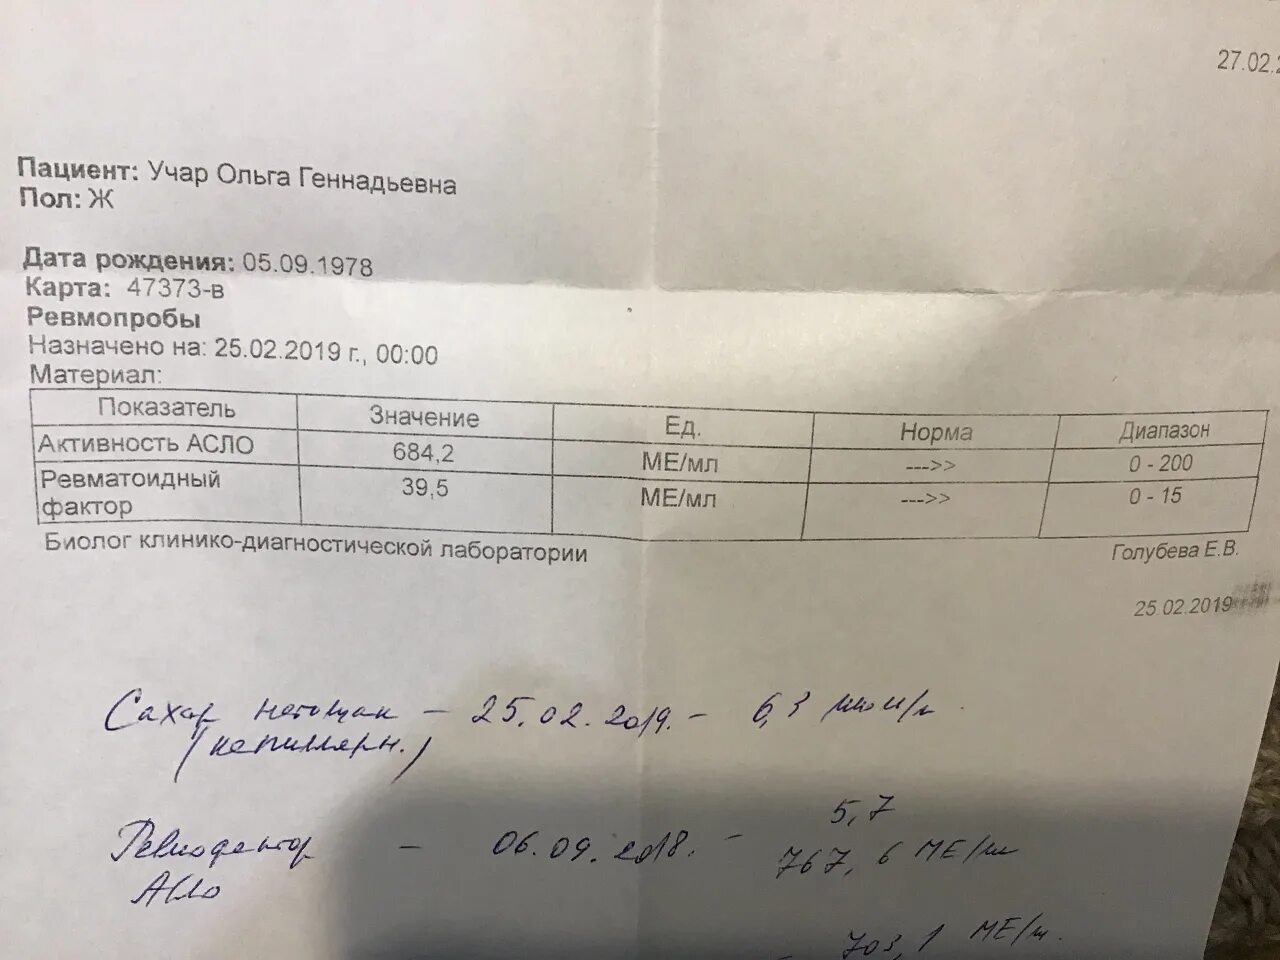 27.02.
Пациент: Учар Ольга Геннадьевна
Пол: Ж
Дата рождения: 05.09.1978
Карта: 47373-в
Ревмопробы
Назначено на: 25.02.2019 г., 00:00
Материал:
Показатель Значение Ед. Норма Диапазон
Активность АСЛО 684,2 МЕ/мл --->> 0 - 200
Ревматоидный фактор 39,5 МЕ/мл --->> 0 - 15
Биолог клинико-диагностической лаборатории Голубева Е.В.
25.02.2019
Сахар натощак - 25.02.2019. - 6,3
(капиллярн.)
5,7
Ревмофактор - 06.09.2018. -
АСЛО 767,6 МЕ/мл
- 703,1 МЕ/мл.